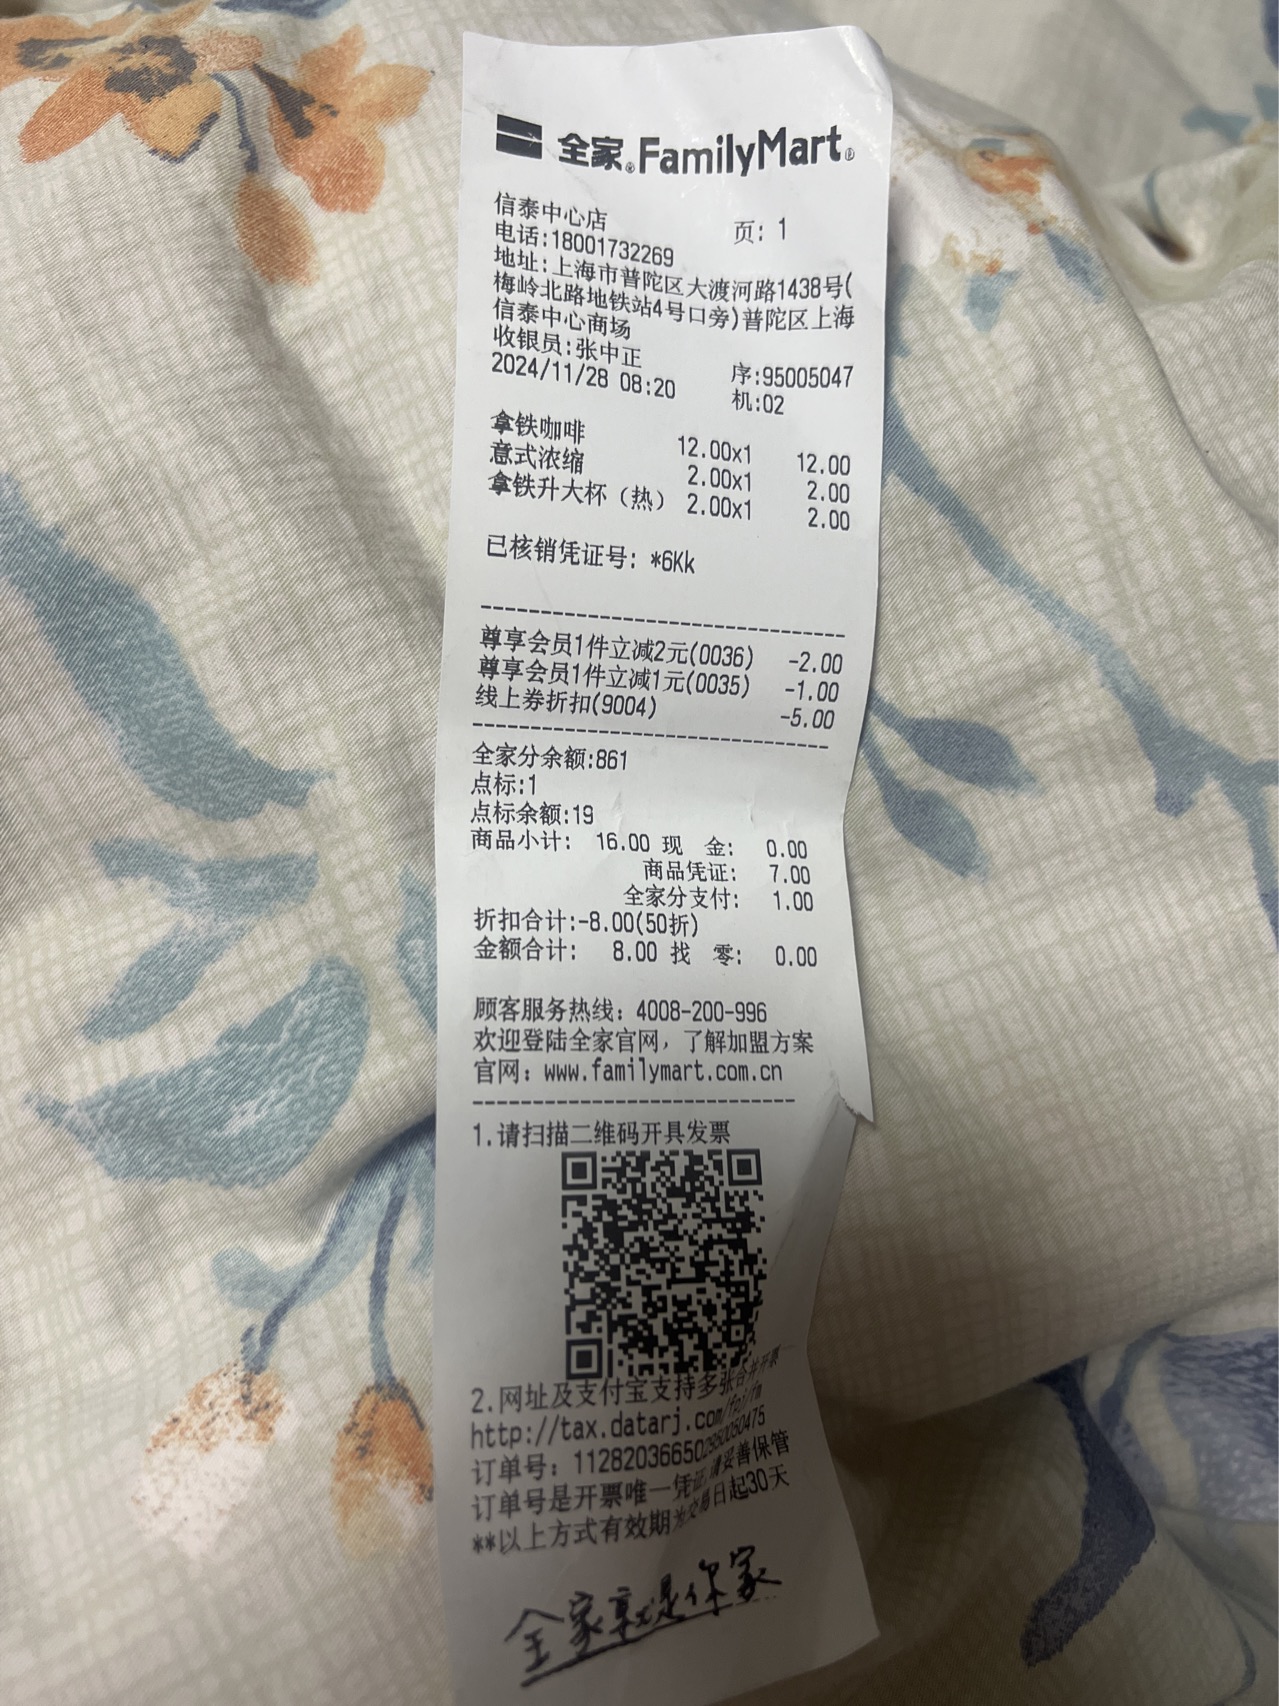 全家®FamilyMart®
信泰中心店 页: 1
电话:18001732269
地址:上海市普陀区大渡河路1438号(
梅岭北路地铁站4号口旁)普陀区上海
信泰中心商场
收银员:张中正 序:95005047
2024/11/28 08:20 机:02
拿铁咖啡 12.00x1 12.00
意式浓缩 2.00x1 2.00
拿铁升大杯（热） 2.00x1 2.00
已核销凭证号: *6Kk
尊享会员1件立减2元(0036) -2.00
尊享会员1件立减1元(0035) -1.00
线上券折扣(9004) -5.00
全家分余额:861
点标:1
点标余额:19
商品小计: 16.00 现 金: 0.00
商品凭证: 7.00
全家分支付: 1.00
折扣合计:-8.00(50折)
金额合计: 8.00 找 零: 0.00
顾客服务热线: 4008-200-996
欢迎登陆全家官网，了解加盟方案
官网: www.familymart.com.cn
1.请扫描二维码开具发票
2.网址及支付宝支持多张合并开票
http://tax.datarj.com/fpj/fm
订单号: 1128203665029500​50475
订单号是开票唯一凭证,请妥善保管
**以上方式有效期为交易日起30天
全家就是你家